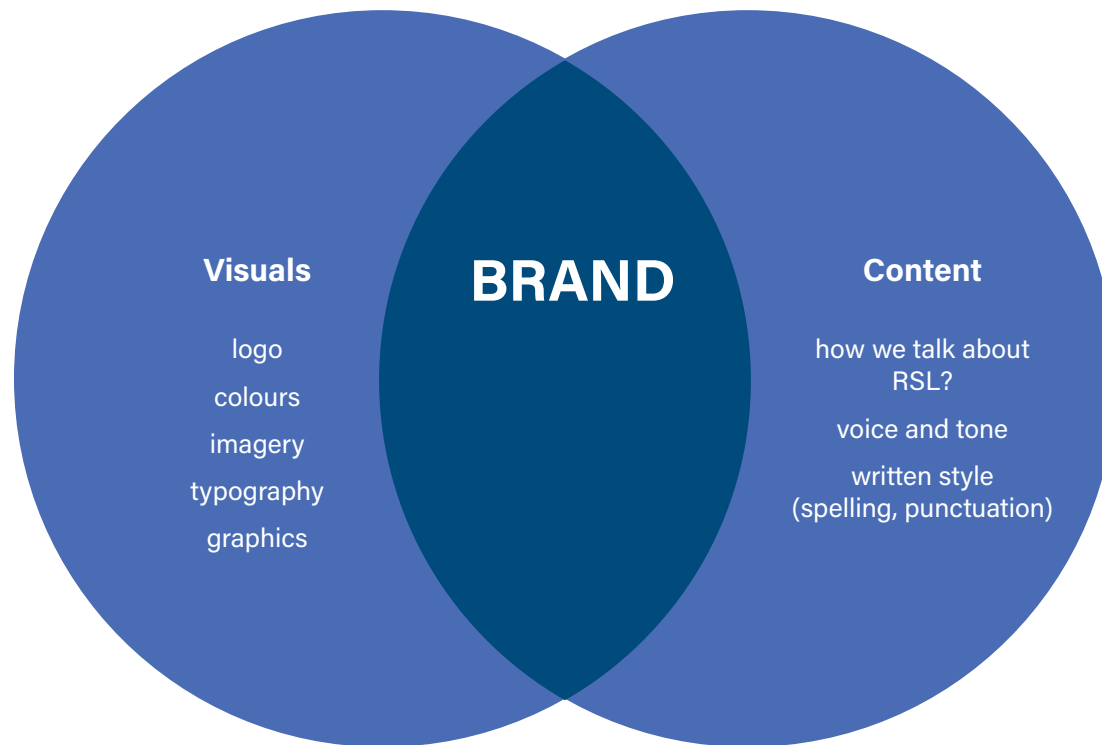 Visuals
logo
colours
imagery
typography
graphics
BRAND
Content
how we talk about
RSL?
voice and tone
written style
(spelling, punctuation)